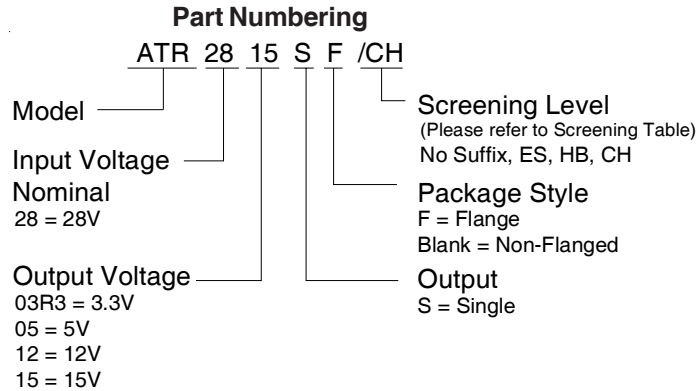 Part Numbering
ATR 28 15 S F /CH
Model
Input Voltage
Nominal
28 = 28V
Output Voltage
03R3 = 3.3V
05 = 5V
12 = 12V
15 = 15V
Screening Level
(Please refer to Screening Table)
No Suffix, ES, HB, CH
Package Style
F = Flange
Blank = Non-Flanged
Output
S = Single